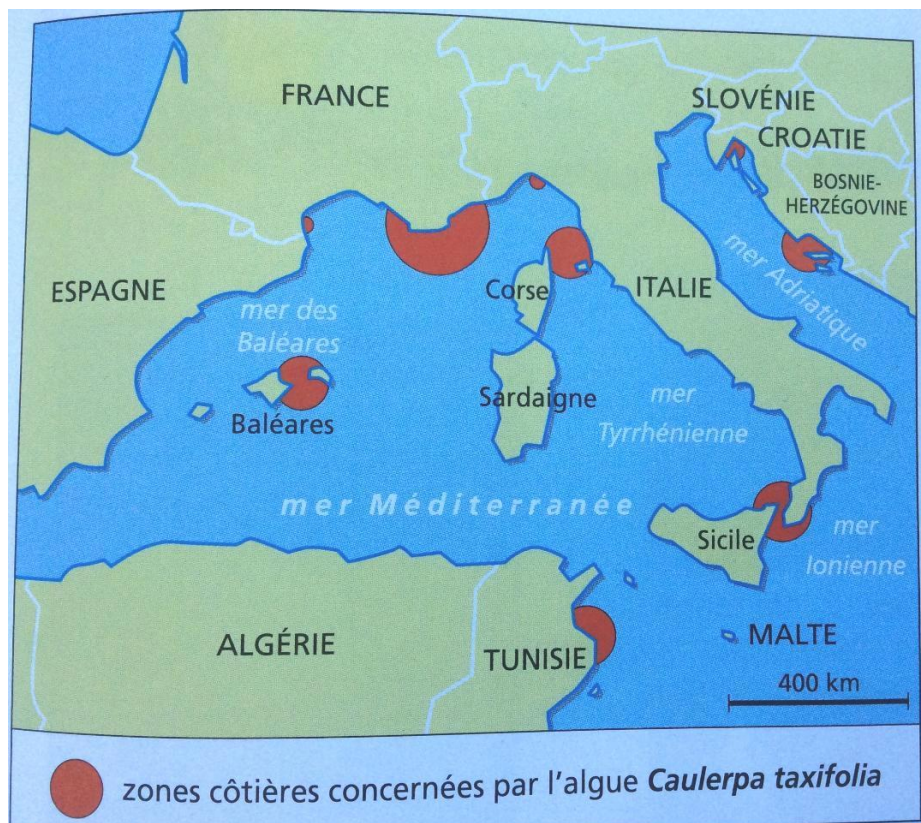 FRANCE
SLOVÉNIE
CROATIE
BOSNIE-
HERZÉGOVINE
ESPAGNE
mer des
Baléares
Corse
ITALIE
mer Adriatique
Baléares
Sardaigne
mer
Tyrrhénienne
mer Méditerranée
Sicile
mer
Ionienne
ALGÉRIE
TUNISIE
MALTE
400 km
zones côtières concernées par l'algue Caulerpa taxifolia